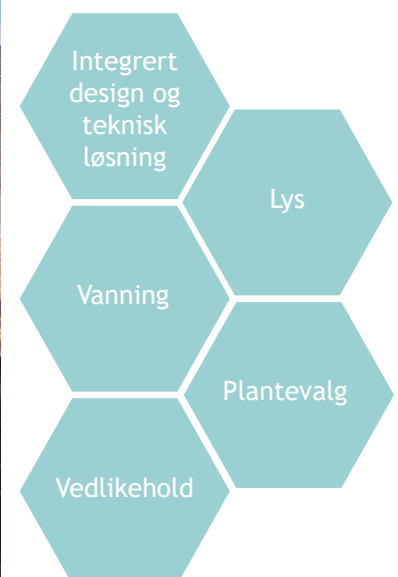 Integrert
design og
teknisk
løsning
Lys
Vanning
Plantevalg
Vedlikehold